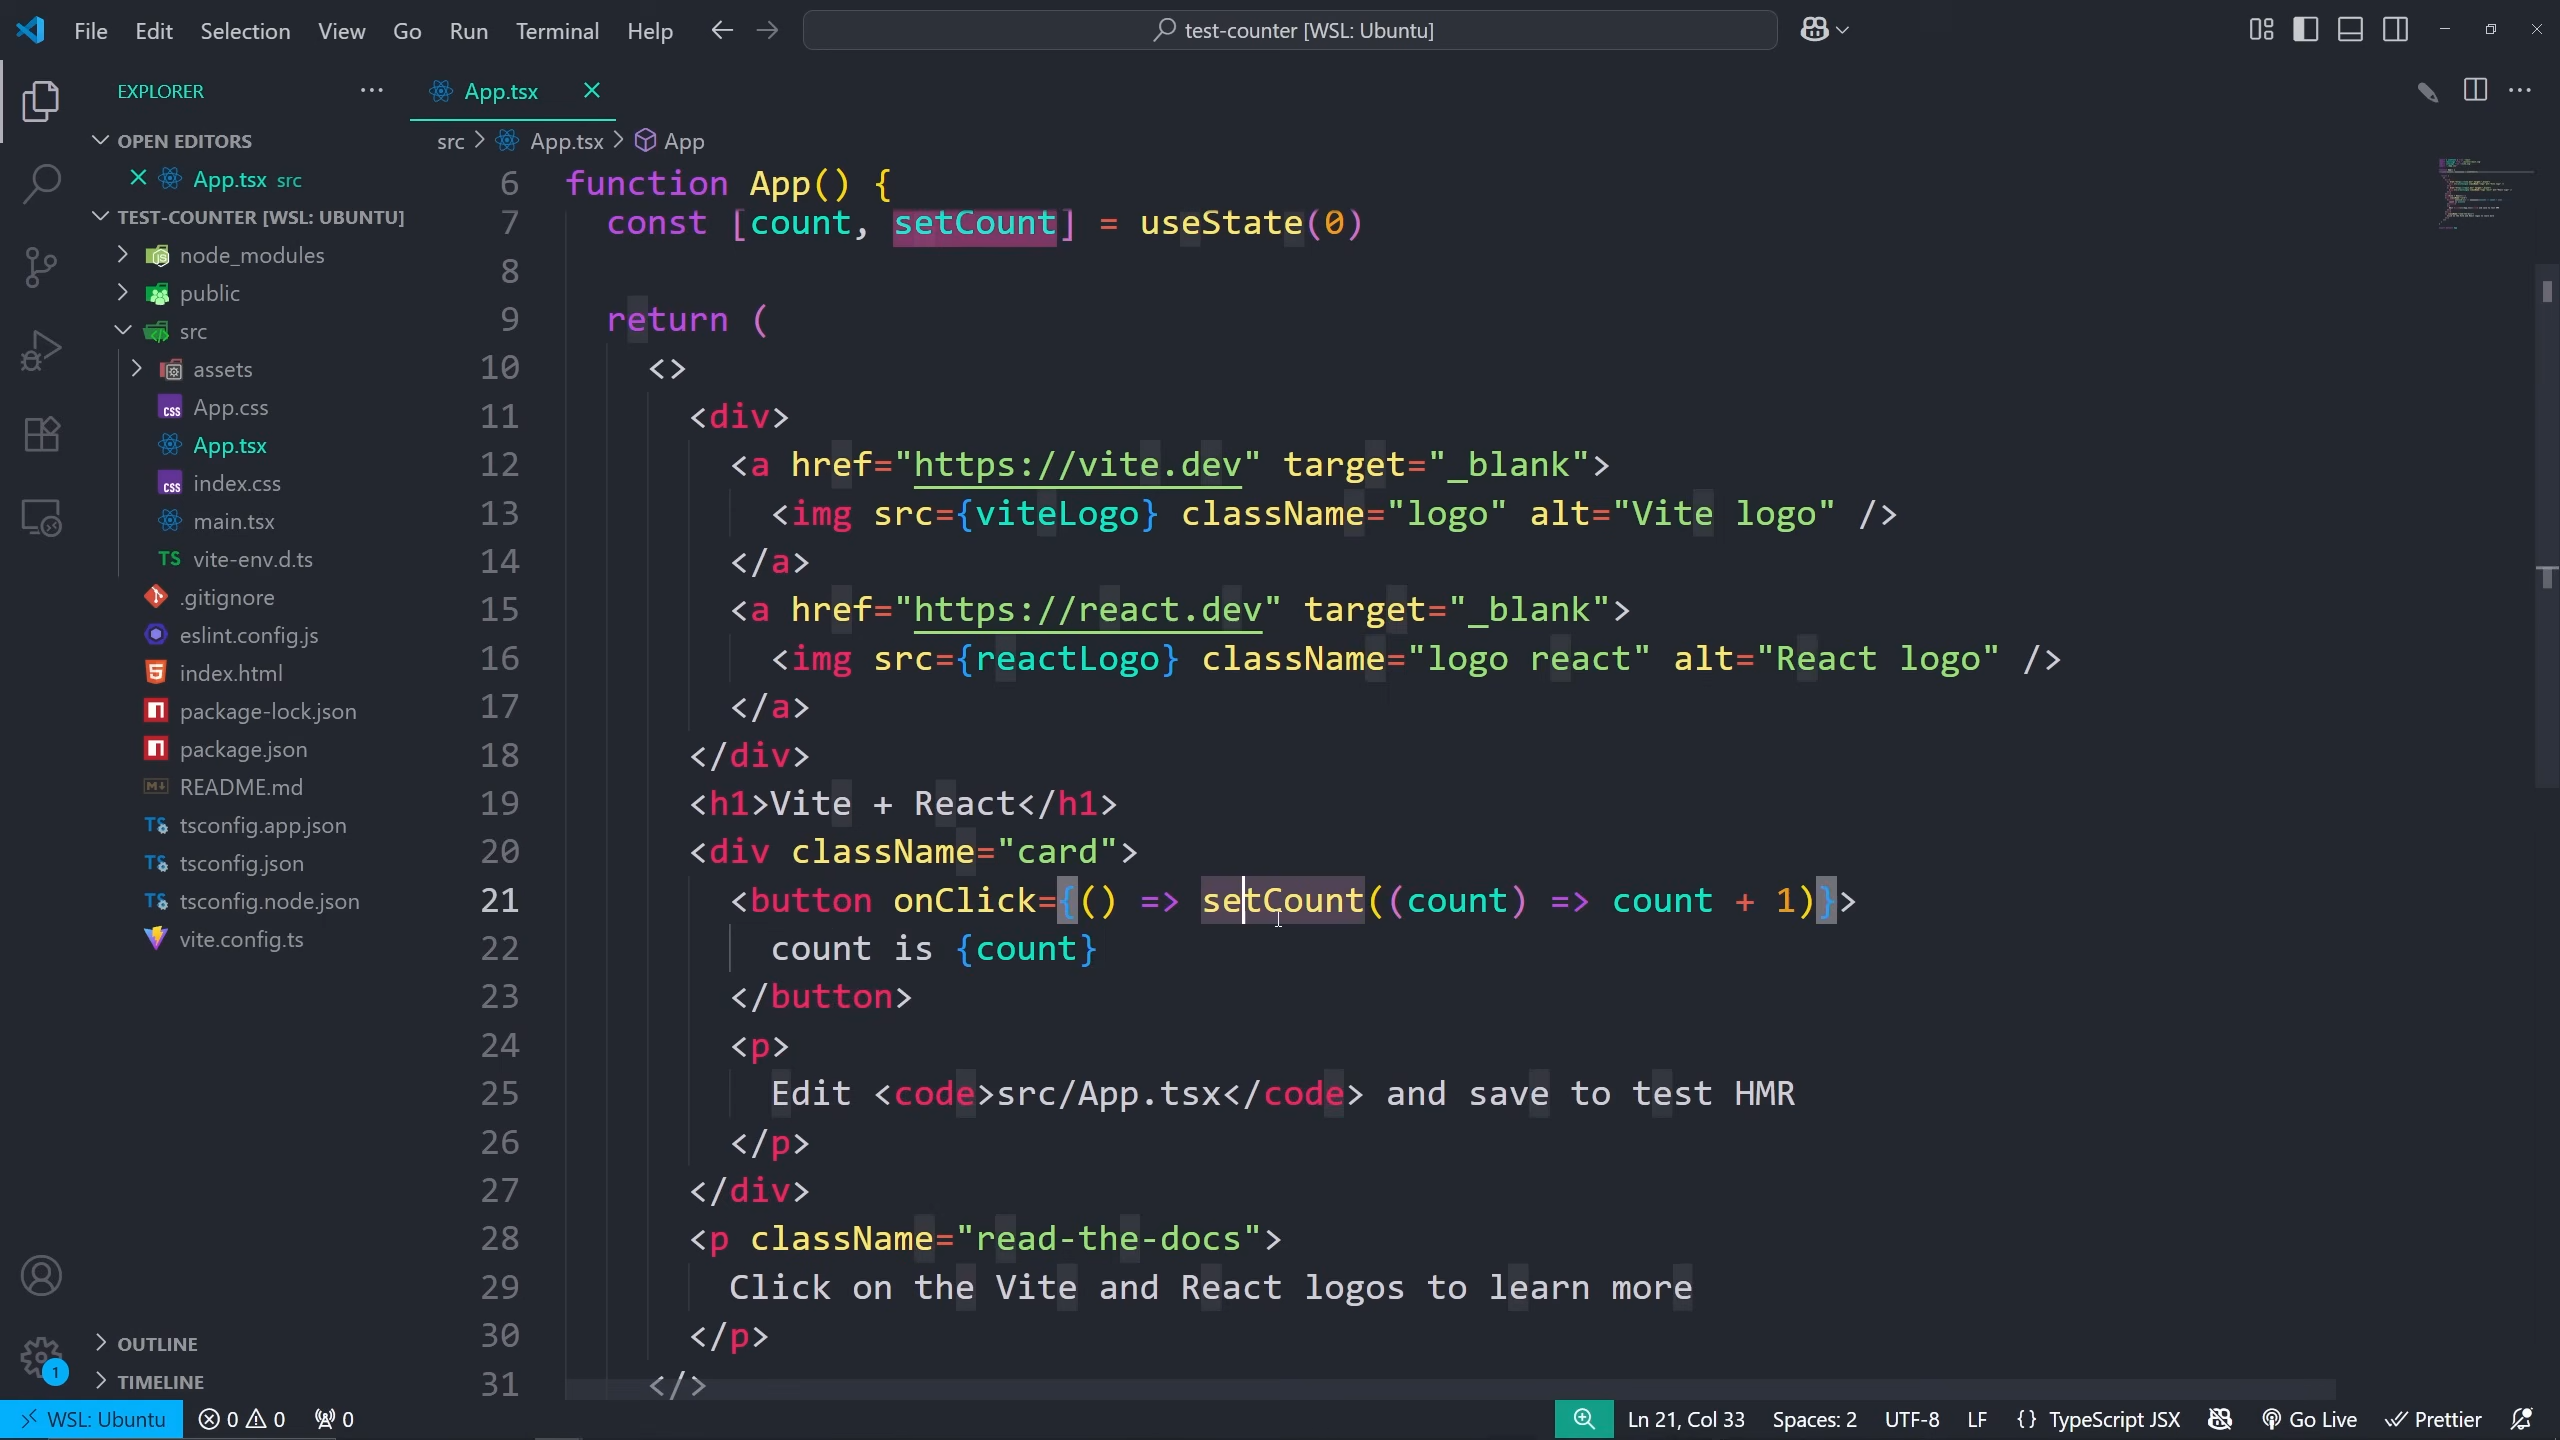 File Edit Selection View Go Run Terminal Help
test-counter [WSL: Ubuntu]
EXPLORER
App.tsx
OPEN EDITORS
src > App.tsx > App
App.tsx src
TEST-COUNTER [WSL: UBUNTU]
node_modules
public
src
assets
App.css
App.tsx
index.css
main.tsx
TS vite-env.d.ts
.gitignore
eslint.config.js
index.html
package-lock.json
package.json
README.md
tsconfig.app.json
tsconfig.json
tsconfig.node.json
vite.config.ts
OUTLINE
TIMELINE
1
6 function App() {
7 const [count, setCount] = useState(0)
8
9 return (
10 <>
11 <div>
12 <a href="https://vite.dev" target="_blank">
13 <img src={viteLogo} className="logo" alt="Vite logo" />
14 </a>
15 <a href="https://react.dev" target="_blank">
16 <img src={reactLogo} className="logo react" alt="React logo" />
17 </a>
18 </div>
19 <h1>Vite + React</h1>
20 <div className="card">
21 <button onClick={() => setCount((count) => count + 1)}>
22 count is {count}
23 </button>
24 <p>
25 Edit <code>src/App.tsx</code> and save to test HMR
26 </p>
27 </div>
28 <p className="read-the-docs">
29 Click on the Vite and React logos to learn more
30 </p>
31 </>
WSL: Ubuntu 0 0 0 Ln 21, Col 33 Spaces: 2 UTF-8 LF {} TypeScript JSX Go Live Prettier